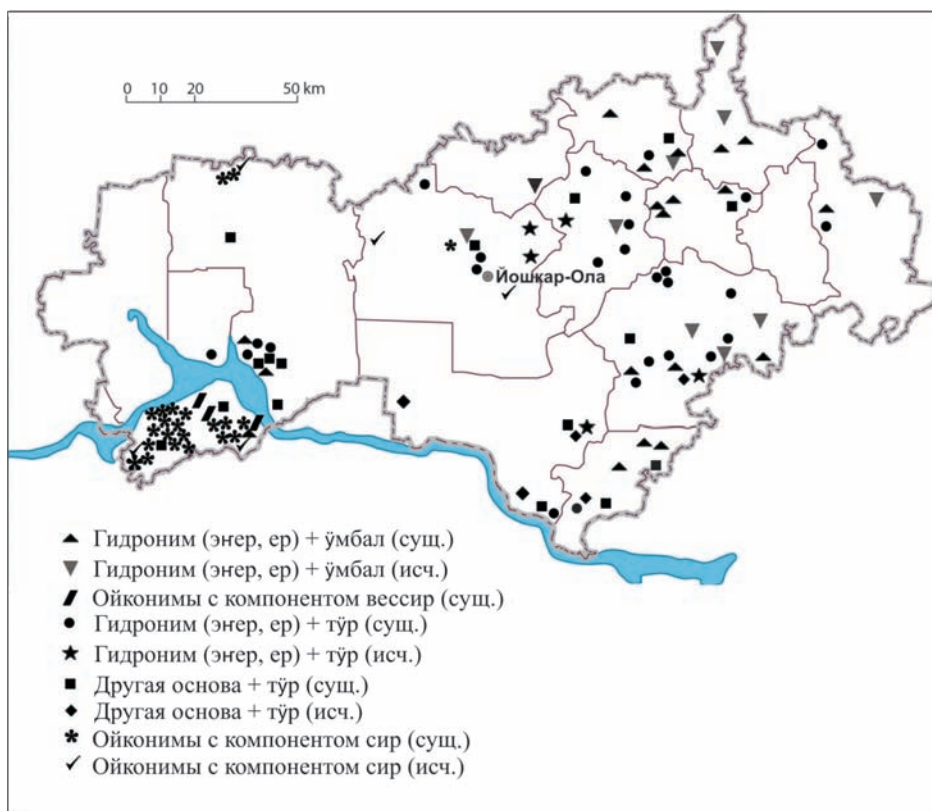 0 10 20 50 km
Йошкар-Ола
Гидроним (эҥер, ер) + ӱмбал (сущ.)
Гидроним (эҥер, ер) + ӱмбал (исч.)
Ойконимы с компонентом вессир (сущ.)
Гидроним (эҥер, ер) + тӱр (сущ.)
Гидроним (эҥер, ер) + тӱр (исч.)
Другая основа + тӱр (сущ.)
Другая основа + тӱр (исч.)
Ойконимы с компонентом сир (сущ.)
Ойконимы с компонентом сир (исч.)